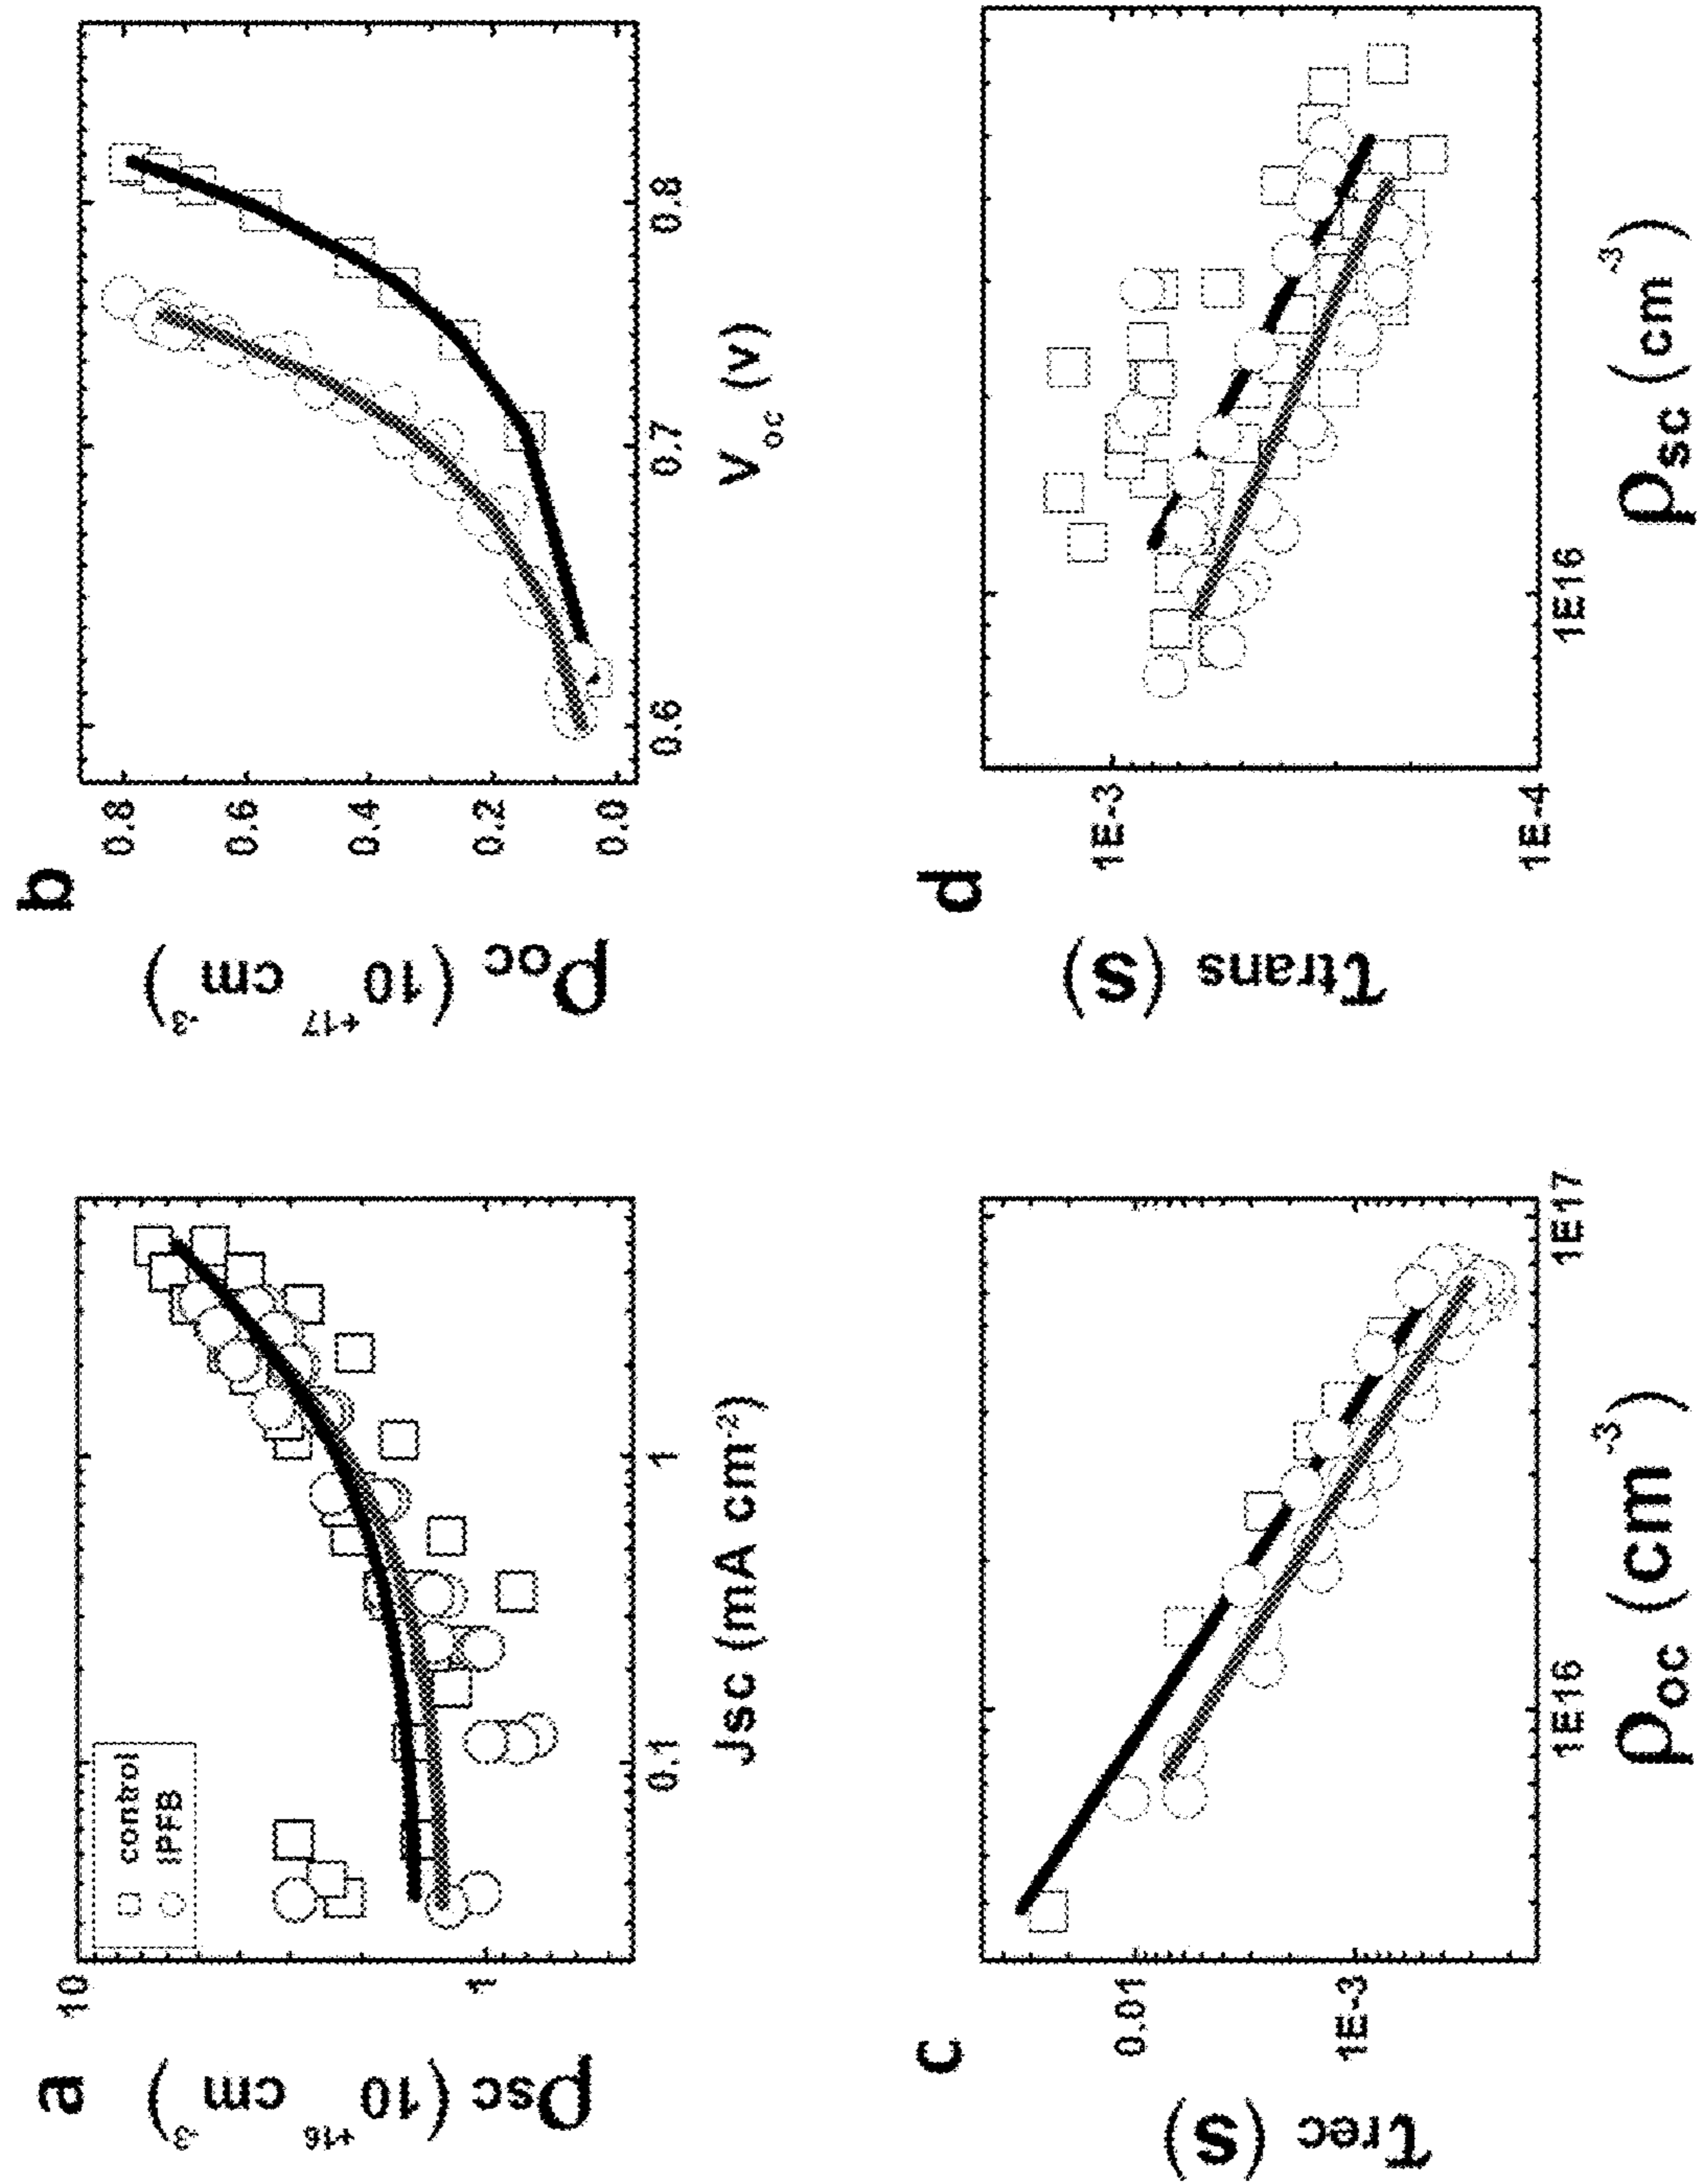 a
ρsc (10⁺¹⁶ cm⁻³)
10
1
□ control
○ IPFB
0.1
1
Jsc (mA cm⁻²)
b
ρoc (10⁺¹⁷ cm⁻³)
0.8
0.6
0.4
0.2
0.0
0.6
0.7
0.8
Voc (v)
c
τrec (s)
0.01
1E-3
1E16
1E17
ρoc (cm⁻³)
d
τtrans (s)
1E-3
1E-4
1E16
ρsc (cm⁻³)